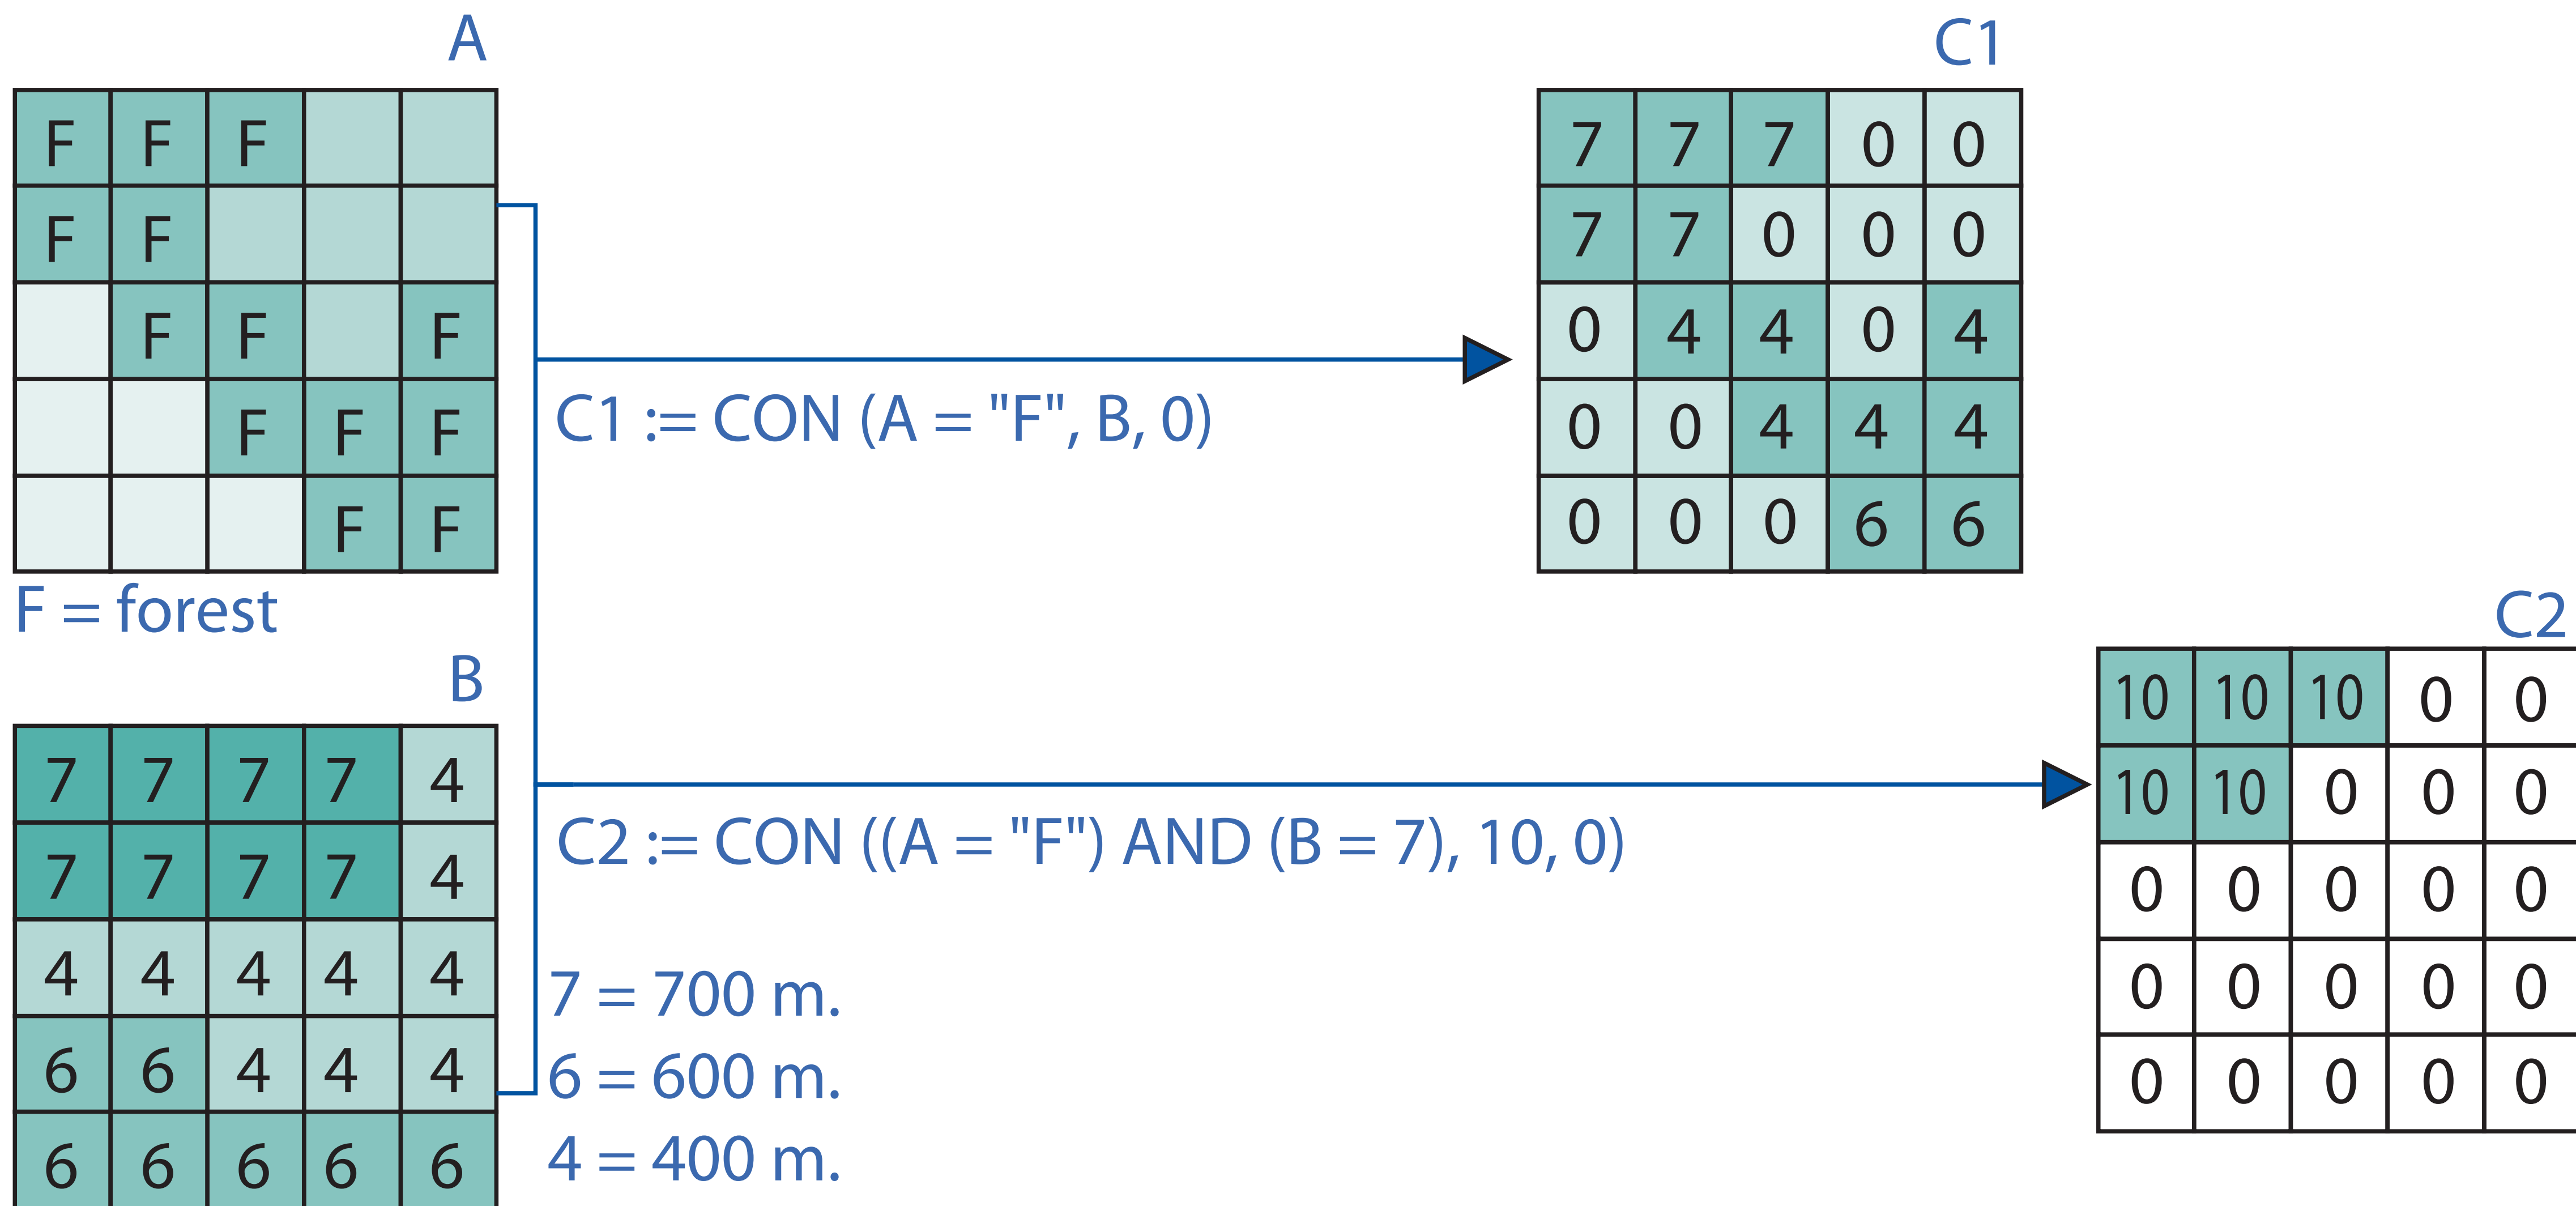 A
F F F
F F
F F F
F F F
F F
F = forest
B
7 7 7 7 4
7 7 7 7 4
4 4 4 4 4
6 6 4 4 4
6 6 6 6 6
C1 := CON (A = "F", B, 0)
C2 := CON ((A = "F") AND (B = 7), 10, 0)
7 = 700 m.
6 = 600 m.
4 = 400 m.
C1
7 7 7 0 0
7 7 0 0 0
0 4 4 0 4
0 0 4 4 4
0 0 0 6 6
C2
10 10 10 0 0
10 10 0 0 0
0 0 0 0 0
0 0 0 0 0
0 0 0 0 0